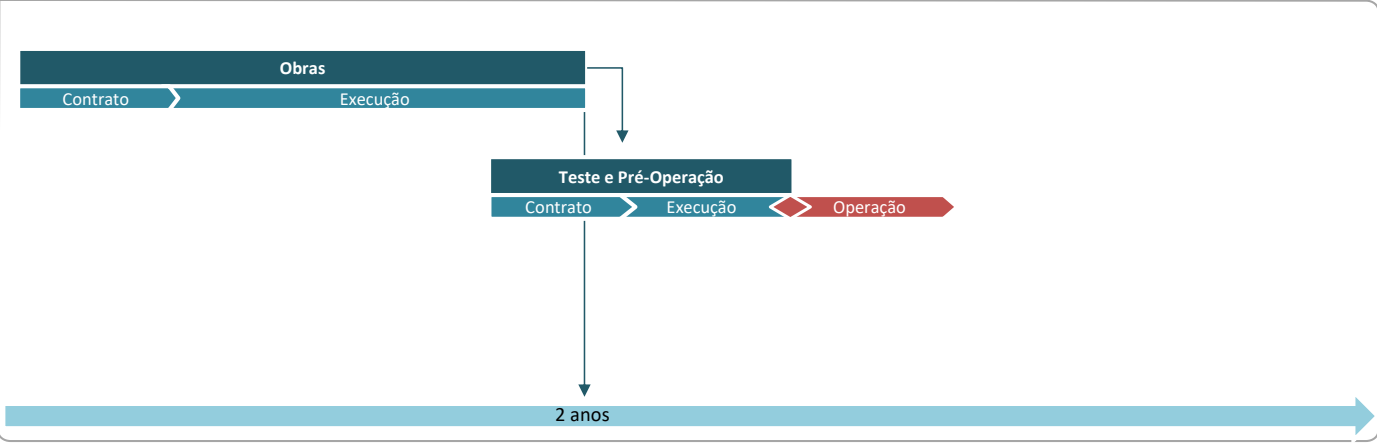 Obras
Contrato
Execução
Teste e Pré-Operação
Contrato
Execução
Operação
2 anos